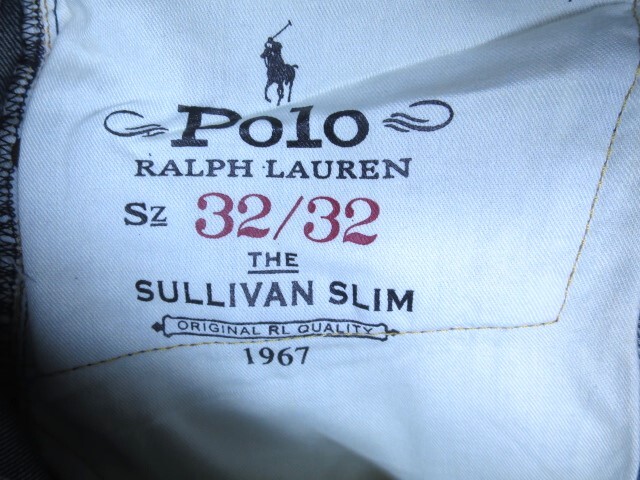 Polo
RALPH LAUREN
Sz 32/32
THE
SULLIVAN SLIM
ORIGINAL RL QUALITY
1967